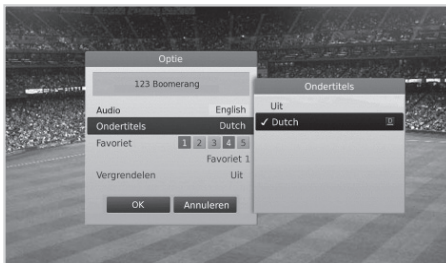 Optie
123 Boomerang
Audio English
Ondertitels Dutch
Favoriet 1 2 3 4 5
Favoriet 1
Vergrendelen Uit
OK Annuleren
Ondertitels
Uit
✓ Dutch